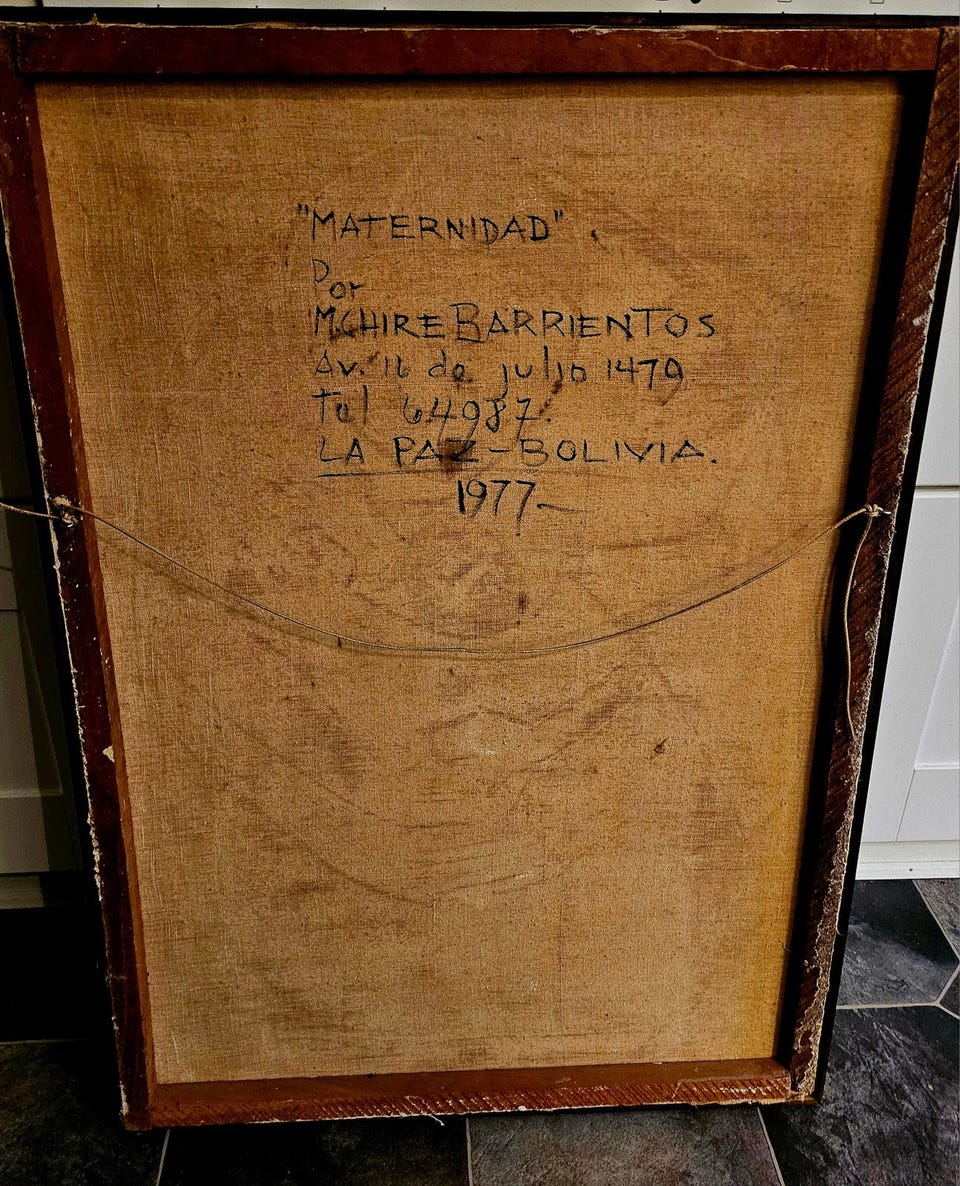 "MATERNIDAD".
Por
M.CHIRE BARRIENTOS
Av. 16 de julio 1479
Tel 64987.
LA PAZ-BOLIVIA.
1977.-